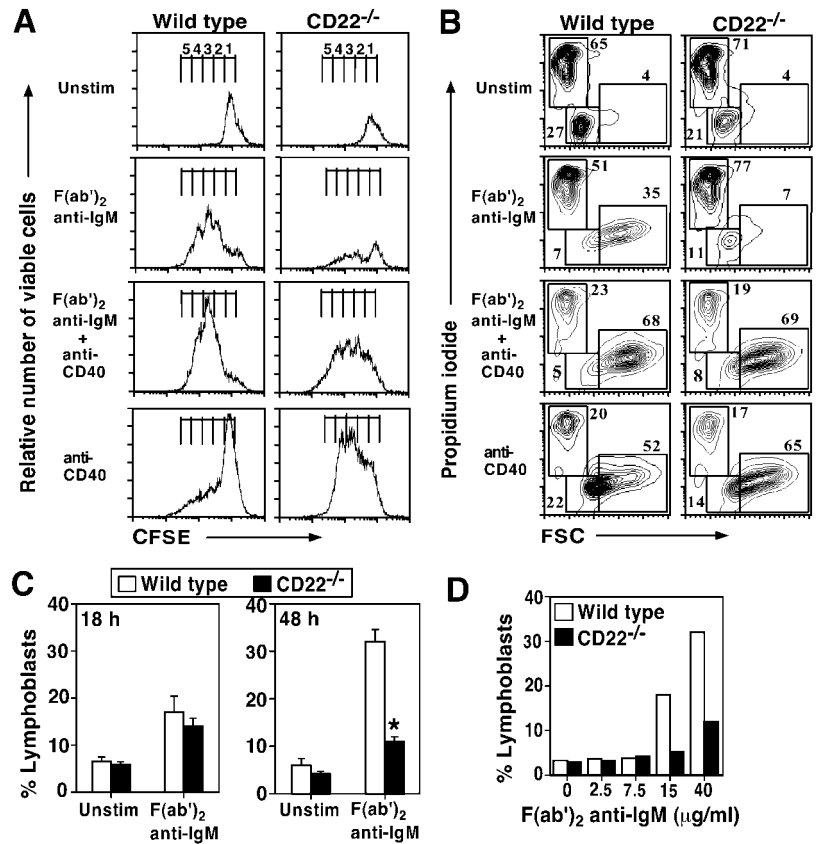 A
Wild type
CD22-/-
5 4 3 2 1
5 4 3 2 1
Unstim
F(ab')2
anti-IgM
F(ab')2
anti-IgM
+
anti-
CD40
anti-
CD40
Relative number of viable cells
CFSE
B
Wild type
CD22-/-
Unstim
65
4
27
71
4
21
F(ab')2
anti-IgM
51
35
7
77
7
11
F(ab')2
anti-IgM
+
anti-
CD40
23
68
5
19
69
8
anti-
CD40
20
52
22
17
65
14
Propidium iodide
FSC
C
Wild type
CD22-/-
% Lymphoblasts
40
30
20
10
0
18 h
Unstim
F(ab')2
anti-IgM
40
30
20
10
0
48 h
*
Unstim
F(ab')2
anti-IgM
D
Wild type
CD22-/-
% Lymphoblasts
40
30
20
10
0
0 2.5 7.5 15 40
F(ab')2 anti-IgM (μg/ml)